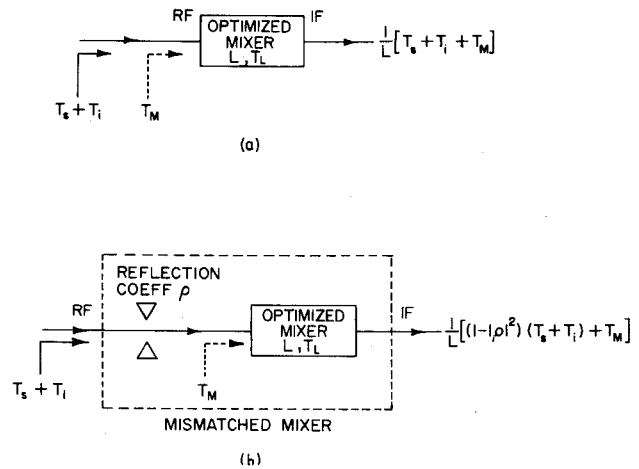 RF
OPTIMIZED
MIXER
L, T_L
IF
1/L [T_s + T_i + T_M]
T_s + T_i
T_M
(a)
REFLECTION
COEFF ρ
RF
OPTIMIZED
MIXER
L, T_L
IF
1/L [(1-|ρ|²) (T_s + T_i) + T_M]
T_s + T_i
T_M
MISMATCHED MIXER
(b)